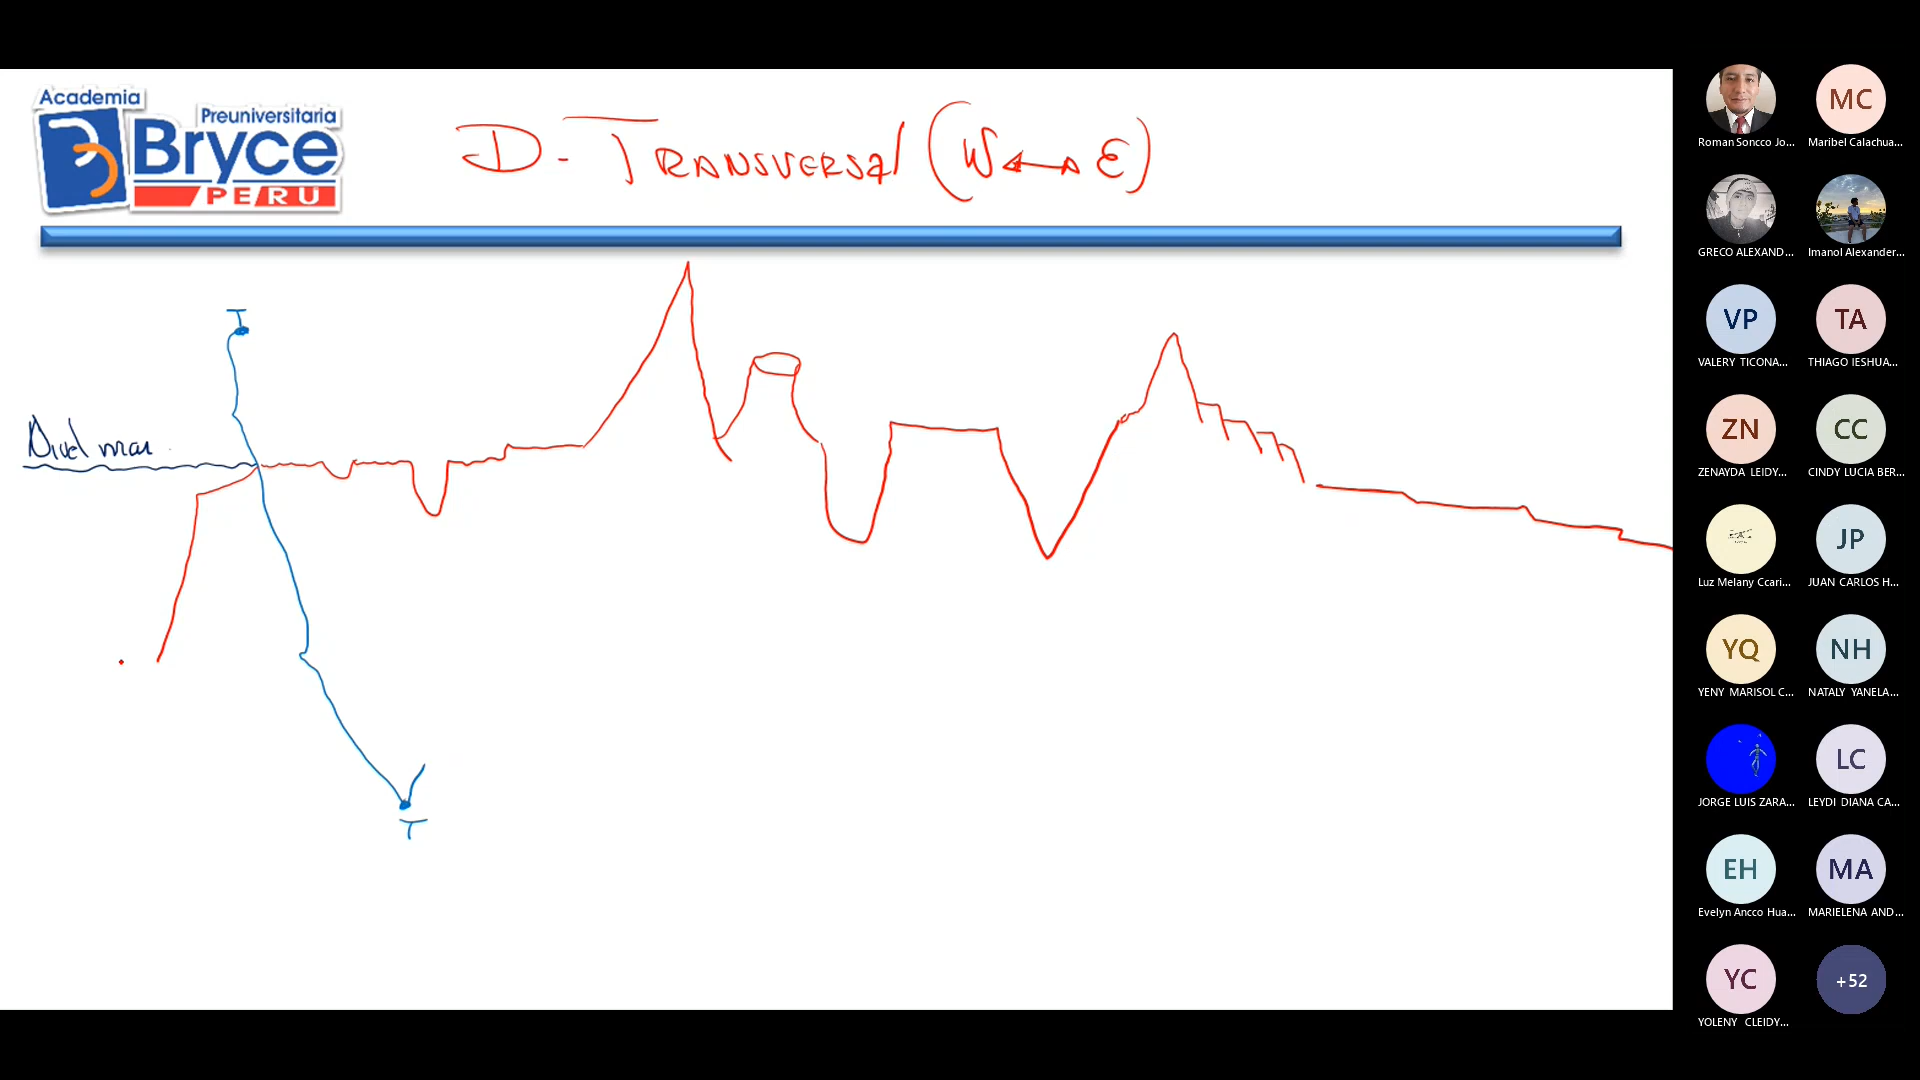 Academia
Preuniversitaria
Bryce
PERU
D - TRANSVERSAL (W ↔ E)
T
Nivel mar
T
Roman Soncco Jo...
MC
Maribel Calachua...
GRECO ALEXAND...
Imanol Alexander...
VP
VALERY TICONA...
TA
THIAGO IESHUA...
ZN
ZENAYDA LEIDY...
CC
CINDY LUCIA BER...
Luz Melany Ccari...
JP
JUAN CARLOS H...
YQ
YENY MARISOL C...
NH
NATALY YANELA...
JORGE LUIS ZARA...
LC
LEYDI DIANA CA...
EH
Evelyn Ancco Hua...
MA
MARIELENA AND...
YC
YOLENY CLEIDY...
+52